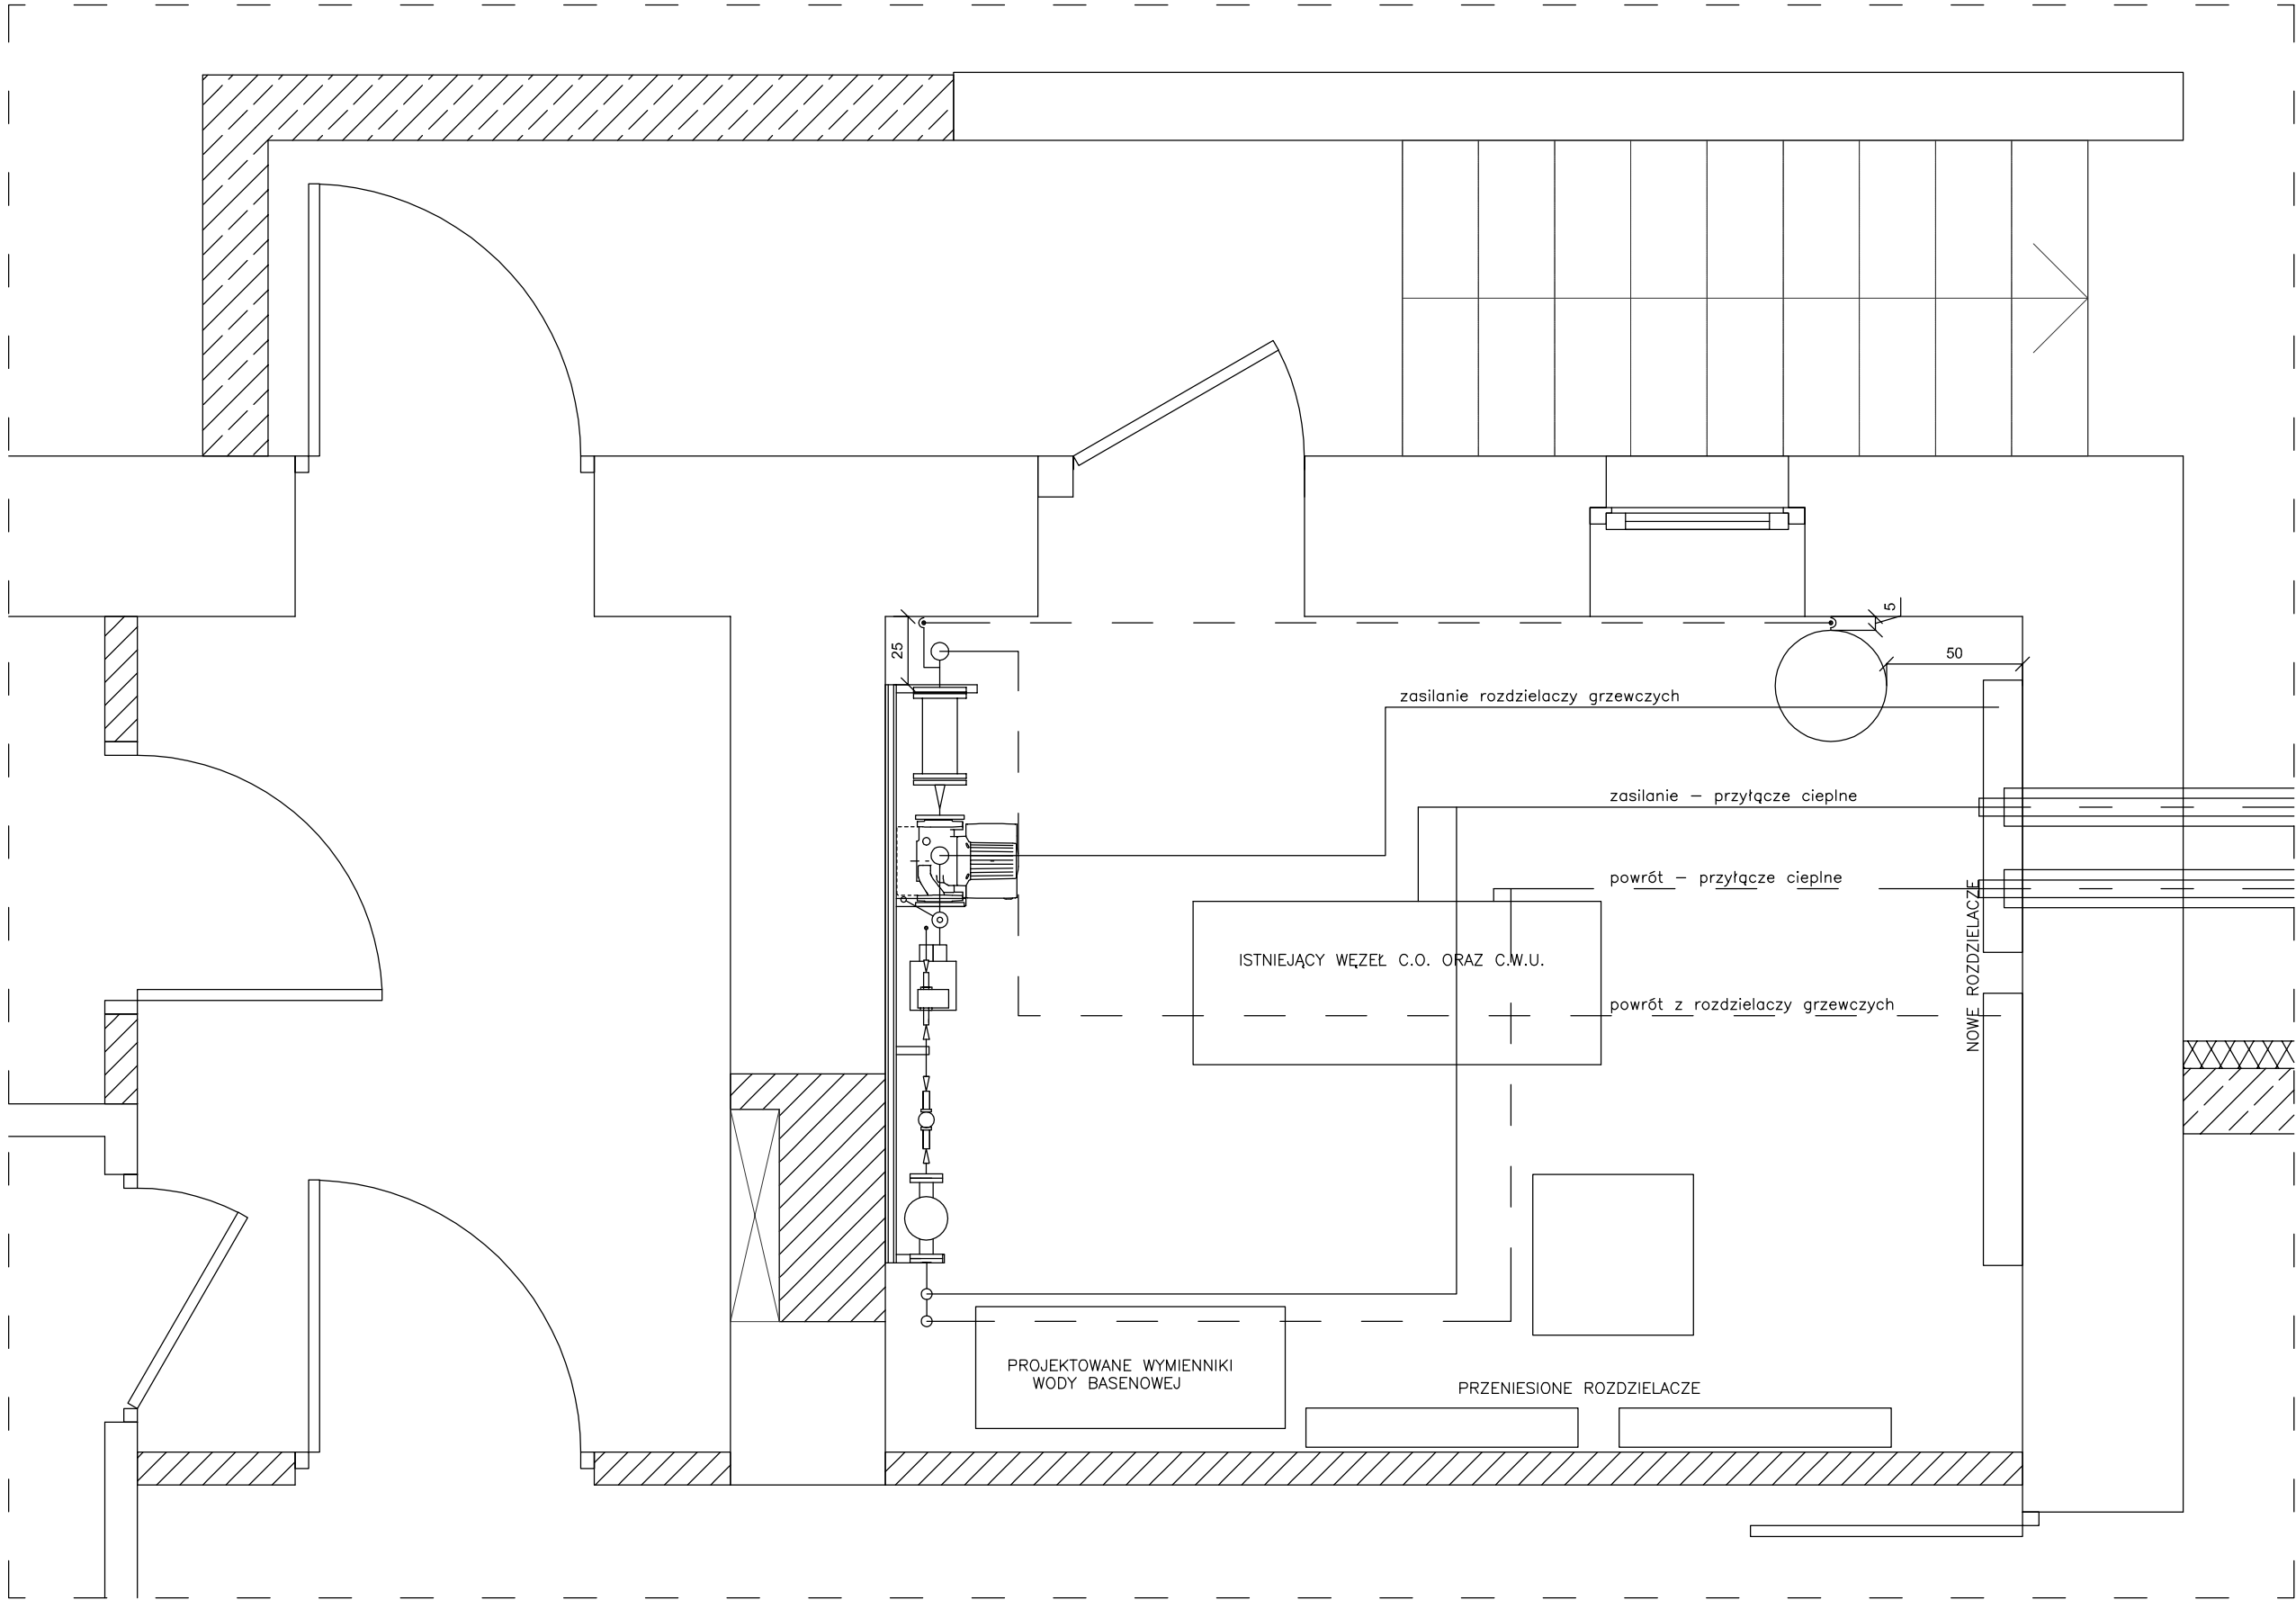 5
25
50
zasilanie rozdzielaczy grzewczych
zasilanie – przyłącze cieplne
powrót – przyłącze cieplne
NOWE ROZDZIELACZE
ISTNIEJĄCY WĘZEŁ C.O. ORAZ C.W.U.
powrót z rozdzielaczy grzewczych
PROJEKTOWANE WYMIENNIKI
WODY BASENOWEJ
PRZENIESIONE ROZDZIELACZE